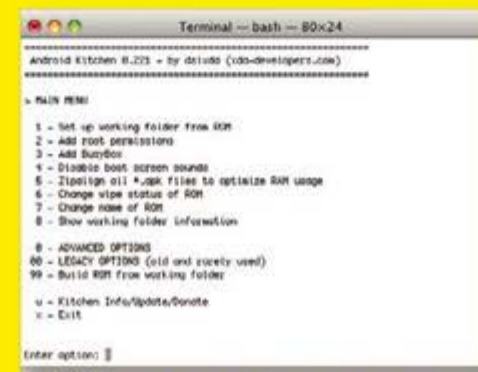 Terminal — bash — 80×24
Android Kitchen 0.221 - by dsixda (xda-developers.com)
> MAIN MENU
1 - Set up working folder from ROM
2 - Add root permissions
3 - Add BusyBox
4 - Disable boot screen sounds
5 - Zipalign all *.apk files to optimize RAM usage
6 - Change wipe status of ROM
7 - Change name of ROM
8 - Show working folder information
0 - ADVANCED OPTIONS
00 - LEGACY OPTIONS (old and rarely used)
99 - Build ROM from working folder
u - Kitchen Info/Update/Donate
x - Exit
Enter option: